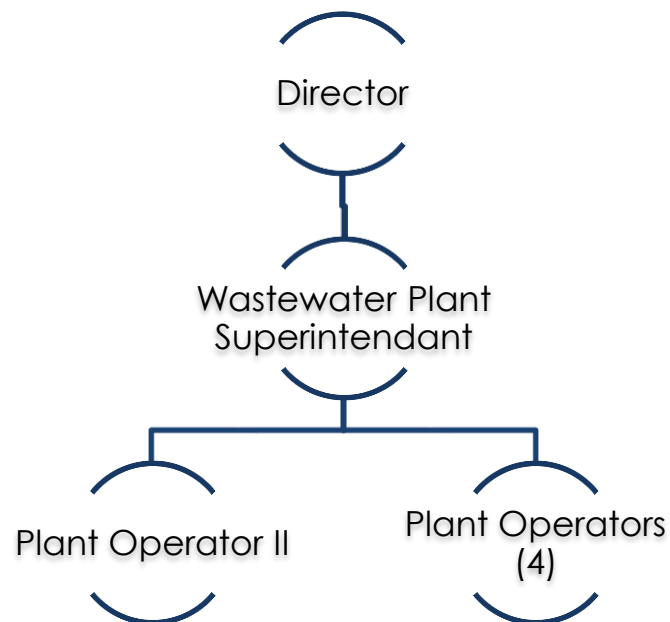 Director
Wastewater Plant
Superintendant
Plant Operator II
Plant Operators
(4)